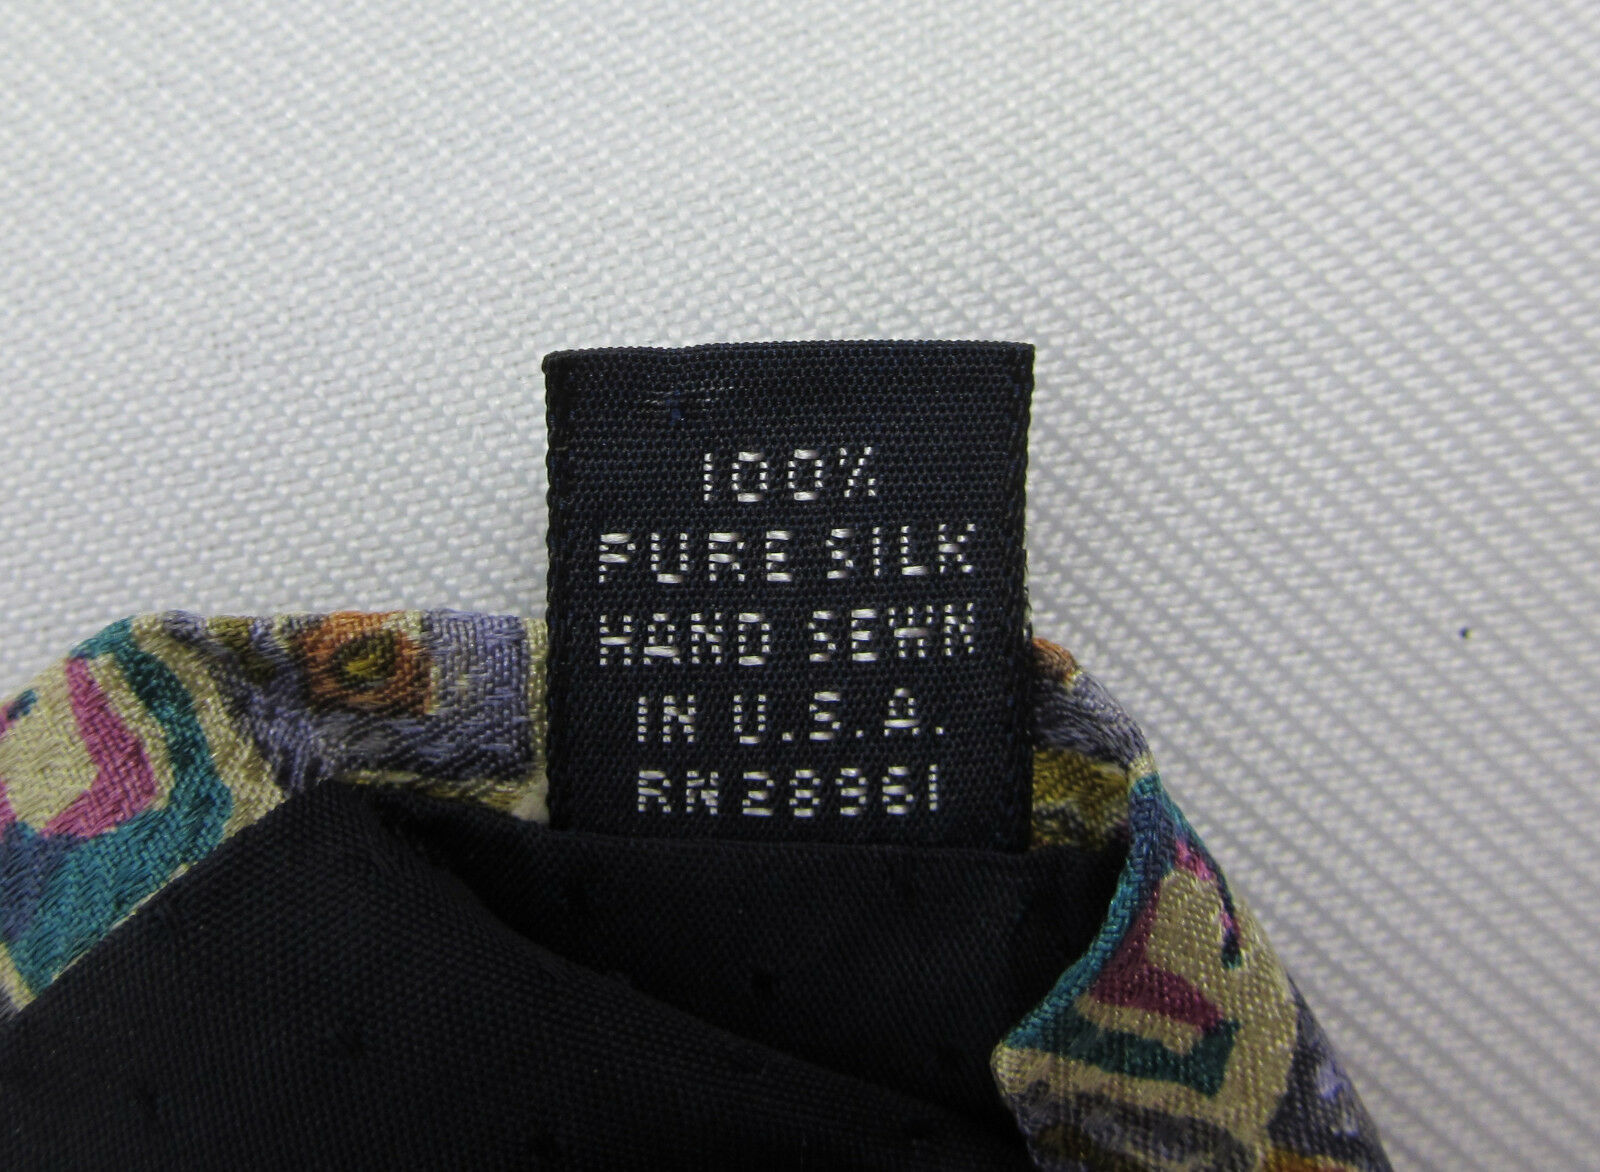 100%
PURE SILK
HAND SEWN
IN U.S.A.
RN 28961